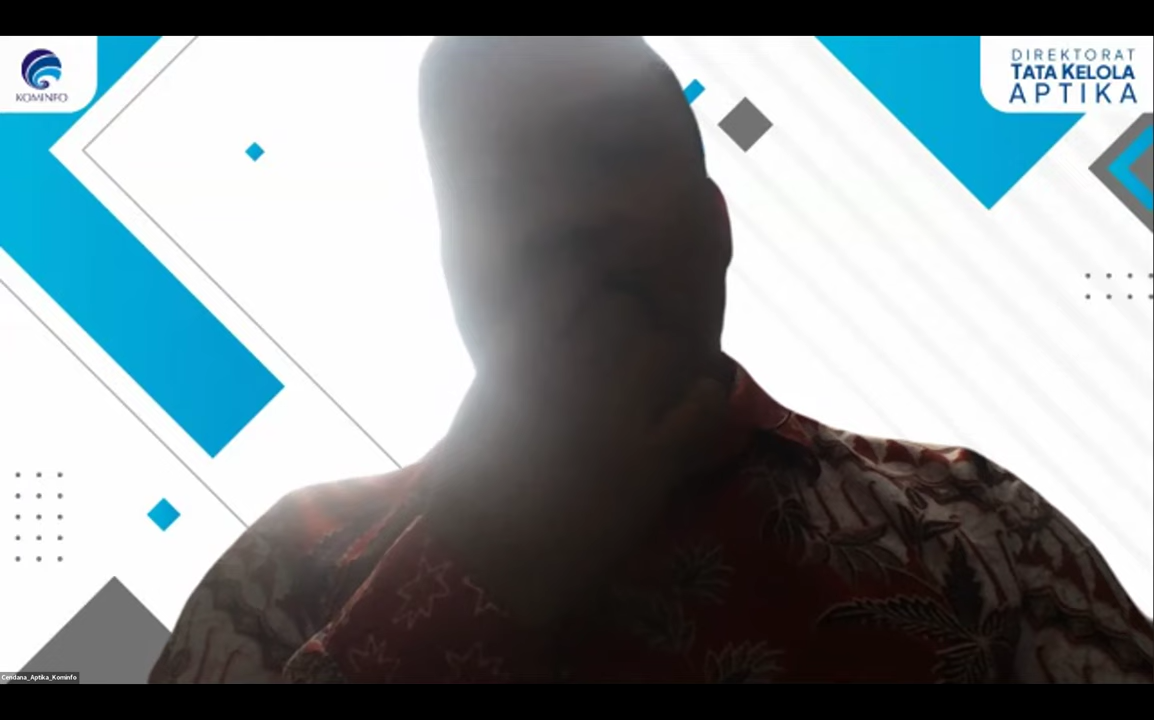 KOMINFO
DIREKTORAT
TATA KELOLA
APTIKA
Cendana_Aptika_Kominfo